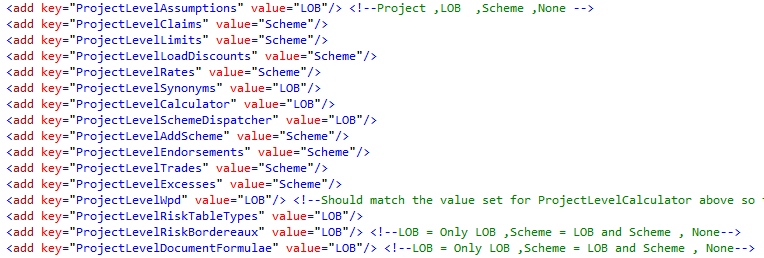 <add key="ProjectLevelAssumptions" value="LOB"/> <!--Project ,LOB  ,Scheme ,None -->
<add key="ProjectLevelClaims" value="Scheme"/>
<add key="ProjectLevelLimits" value="Scheme"/>
<add key="ProjectLevelLoadDiscounts" value="Scheme"/>
<add key="ProjectLevelRates" value="Scheme"/>
<add key="ProjectLevelSynonyms" value="LOB"/>
<add key="ProjectLevelCalculator" value="LOB"/>
<add key="ProjectLevelSchemeDispatcher" value="LOB"/>
<add key="ProjectLevelAddScheme" value="Scheme"/>
<add key="ProjectLevelEndorsements" value="Scheme"/>
<add key="ProjectLevelTrades" value="Scheme"/>
<add key="ProjectLevelExcesses" value="Scheme"/>
<add key="ProjectLevelWpd" value="LOB"/> <!--Should match the value set for ProjectLevelCalculator above so
<add key="ProjectLevelRiskTableTypes" value="LOB"/>
<add key="ProjectLevelRiskBordereaux" value="LOB"/> <!--LOB = Only LOB ,Scheme = LOB and Scheme , None-->
<add key="ProjectLevelDocumentFormulae" value="LOB"/> <!--LOB = Only LOB ,Scheme = LOB and Scheme , None-->